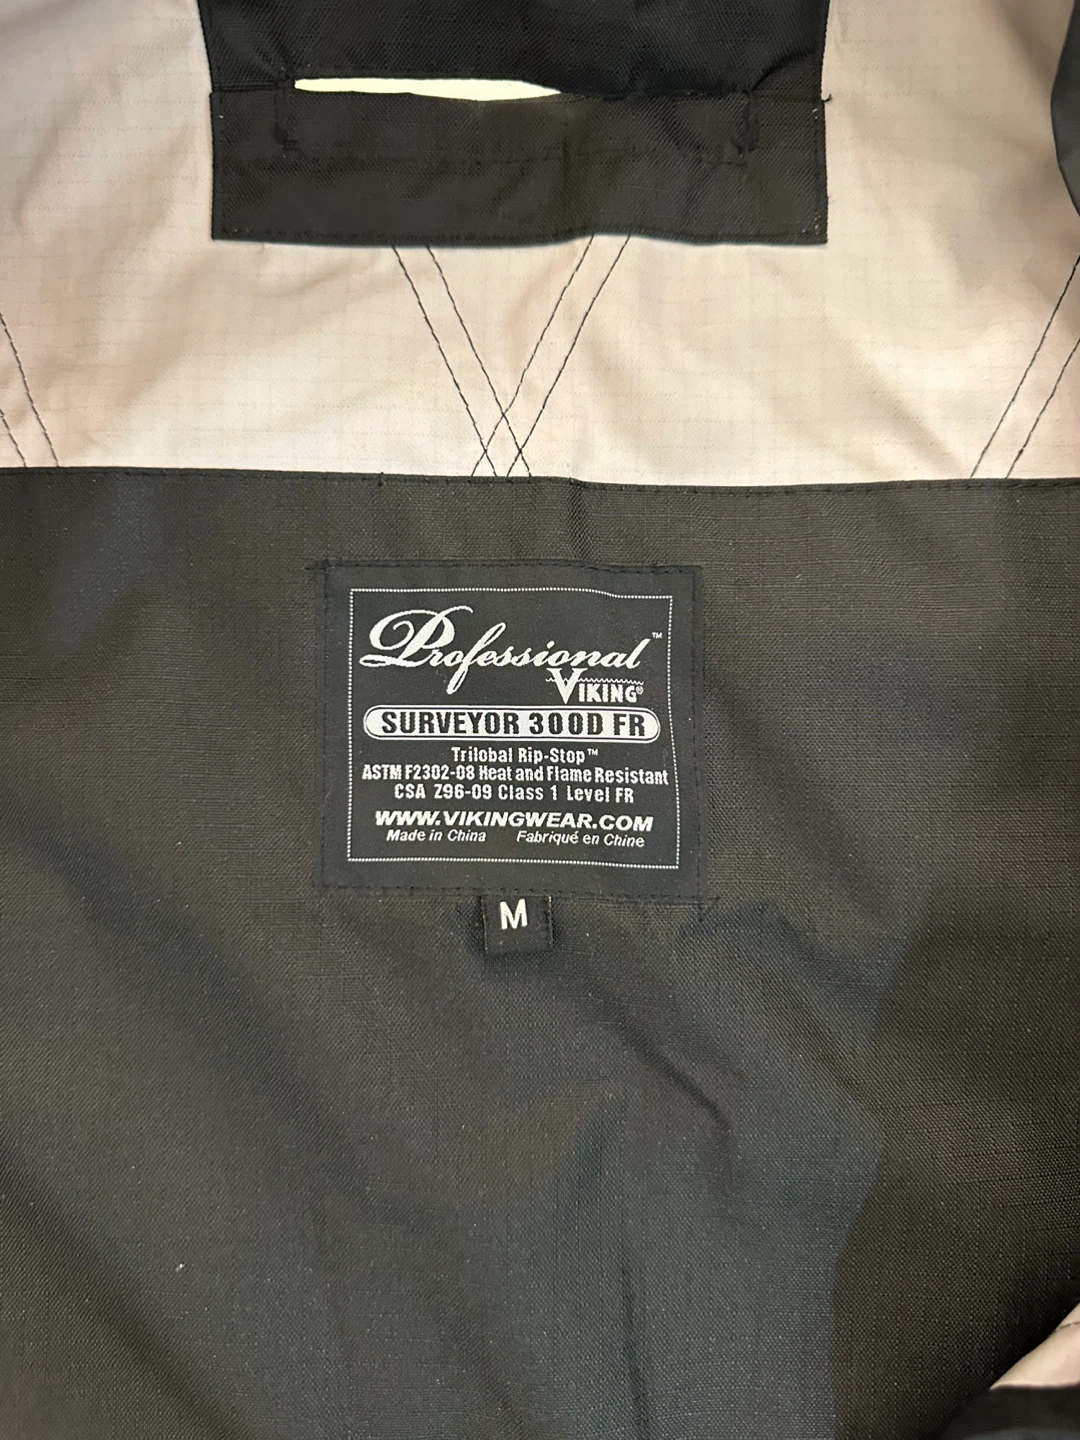 Professional™
VIKING®
SURVEYOR 300D FR
Trilobal Rip-Stop™
ASTM F2302-08 Heat and Flame Resistant
CSA Z96-09 Class 1 Level FR
WWW.VIKINGWEAR.COM
Made in China Fabriqué en Chine
M